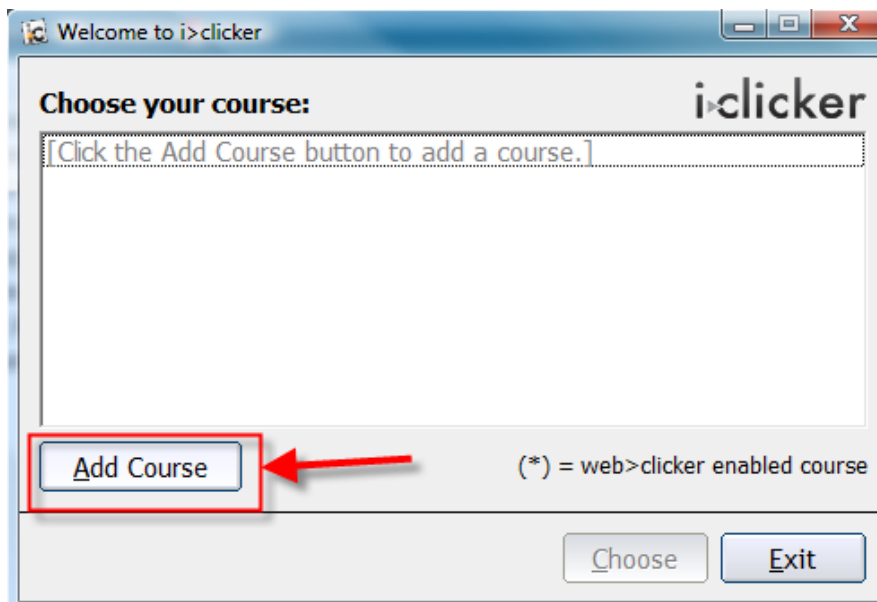 Welcome to i>clicker
Choose your course:
i>clicker
[Click the Add Course button to add a course.]
Add Course
(*) = web>clicker enabled course
Choose
Exit